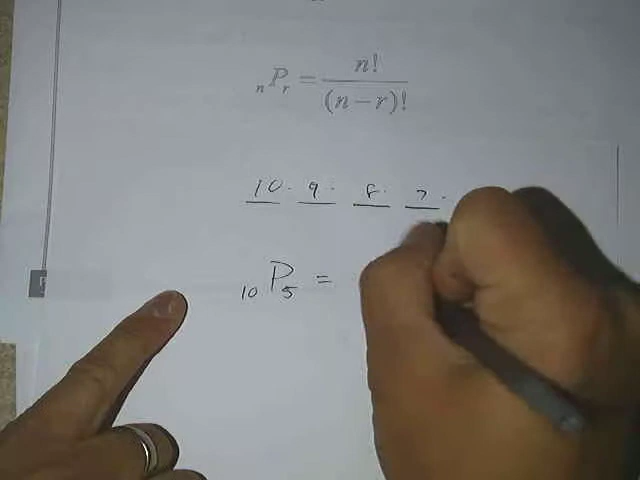 nPr = n! / (n − r)!
10 · 9 · 8 · 7 ·
10P5 =